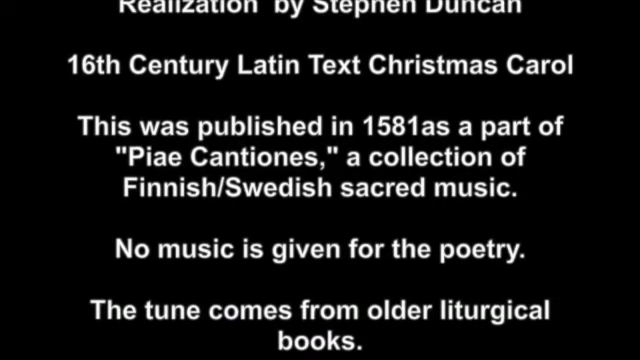 Realization by Stephen Duncan
16th Century Latin Text Christmas Carol
This was published in 1581as a part of
"Piae Cantiones," a collection of
Finnish/Swedish sacred music.
No music is given for the poetry.
The tune comes from older liturgical
books.